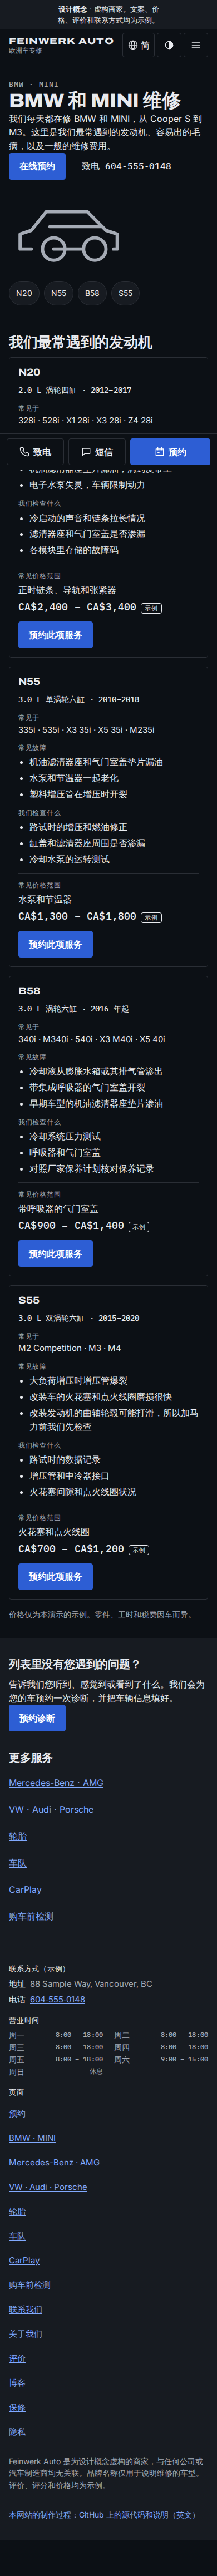 设计概念 · 虚构商家。文案、价
格、评价和联系方式均为示例。
FEINWERK AUTO
欧洲车专修
简
BMW · MINI
BMW 和 MINI 维修
我们每天都在修 BMW 和 MINI，从 Cooper S 到
M3。这里是我们最常遇到的发动机、容易出的毛
病，以及一般的维修费用。
在线预约
致电 604-555-0148
N20
N55
B58
S55
我们最常遇到的发动机
N20
2.0 L 涡轮四缸 · 2012–2017
常见于
328i · 528i · X1 28i · X3 28i · Z4 28i
致电
短信
预约
电子水泵失灵，车辆限制动力
我们检查什么
冷启动的声音和链条拉长情况
滤清器座和气门室盖是否渗漏
各模块里存储的故障码
常见价格范围
正时链条、导轨和张紧器
CA$2,400 – CA$3,400 示例
预约此项服务
N55
3.0 L 单涡轮六缸 · 2010–2018
常见于
335i · 535i · X3 35i · X5 35i · M235i
常见故障
机油滤清器座和气门室盖垫片漏油
水泵和节温器一起老化
塑料增压管在增压时开裂
我们检查什么
路试时的增压和燃油修正
缸盖和滤清器座周围是否渗漏
冷却水泵的运转测试
常见价格范围
水泵和节温器
CA$1,300 – CA$1,800 示例
预约此项服务
B58
3.0 L 涡轮六缸 · 2016 年起
常见于
340i · M340i · 540i · X3 M40i · X5 40i
常见故障
冷却液从膨胀水箱或其排气管渗出
带集成呼吸器的气门室盖开裂
早期车型的机油滤清器座垫片渗油
我们检查什么
冷却系统压力测试
呼吸器和气门室盖
对照厂家保养计划核对保养记录
常见价格范围
带呼吸器的气门室盖
CA$900 – CA$1,400 示例
预约此项服务
S55
3.0 L 双涡轮六缸 · 2015–2020
常见于
M2 Competition · M3 · M4
常见故障
大负荷增压时增压管爆裂
改装车的火花塞和点火线圈磨损很快
改装发动机的曲轴轮毂可能打滑，所以加马
力前我们先检查
我们检查什么
路试时的数据记录
增压管和中冷器接口
火花塞间隙和点火线圈状况
常见价格范围
火花塞和点火线圈
CA$700 – CA$1,200 示例
预约此项服务
价格仅为本演示的示例。零件、工时和税费因车而异。
列表里没有您遇到的问题？
告诉我们您听到、感觉到或看到了什么。我们会为
您的车预约一次诊断，并把车辆信息填好。
预约诊断
更多服务
Mercedes-Benz · AMG
VW · Audi · Porsche
轮胎
车队
CarPlay
购车前检测
联系方式（示例）
地址 88 Sample Way, Vancouver, BC
电话 604-555-0148
营业时间
周一 8:00 – 18:00 周二 8:00 – 18:00
周三 8:00 – 18:00 周四 8:00 – 18:00
周五 8:00 – 18:00 周六 9:00 – 15:00
周日 休息
页面
预约
BMW · MINI
Mercedes-Benz · AMG
VW · Audi · Porsche
轮胎
车队
CarPlay
购车前检测
联系我们
关于我们
评价
博客
保修
隐私
Feinwerk Auto 是为设计概念虚构的商家，与任何公司或
汽车制造商均无关联。品牌名称仅用于说明维修的车型。
评价、评分和价格均为示例。
本网站的制作过程：GitHub 上的源代码和说明（英文）